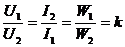 U₁/U₂ = I₂/I₁ = W₁/W₂ = k